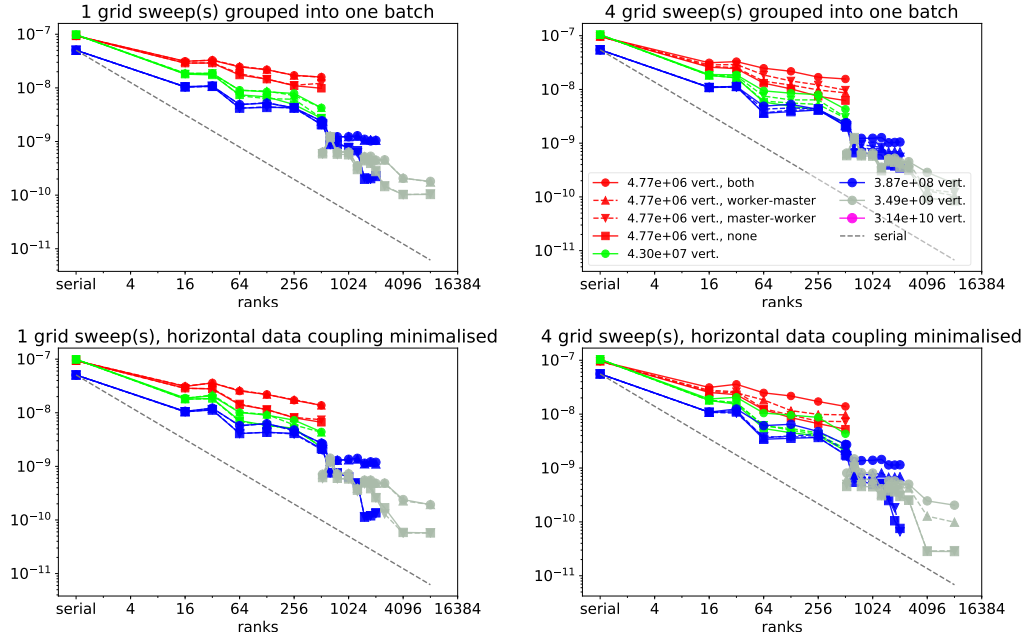 1 grid sweep(s) grouped into one batch
10⁻⁷
10⁻⁸
10⁻⁹
10⁻¹⁰
10⁻¹¹
serial 4 16 64 256 1024 4096 16384
ranks
4 grid sweep(s) grouped into one batch
10⁻⁷
10⁻⁸
10⁻⁹
10⁻¹⁰
10⁻¹¹
4.77e+06 vert., both
4.77e+06 vert., worker-master
4.77e+06 vert., master-worker
4.77e+06 vert., none
4.30e+07 vert.
3.87e+08 vert.
3.49e+09 vert.
3.14e+10 vert.
serial
serial 4 16 64 256 1024 4096 16384
ranks
1 grid sweep(s), horizontal data coupling minimalised
10⁻⁷
10⁻⁸
10⁻⁹
10⁻¹⁰
10⁻¹¹
serial 4 16 64 256 1024 4096 16384
ranks
4 grid sweep(s), horizontal data coupling minimalised
10⁻⁷
10⁻⁸
10⁻⁹
10⁻¹⁰
10⁻¹¹
serial 4 16 64 256 1024 4096 16384
ranks